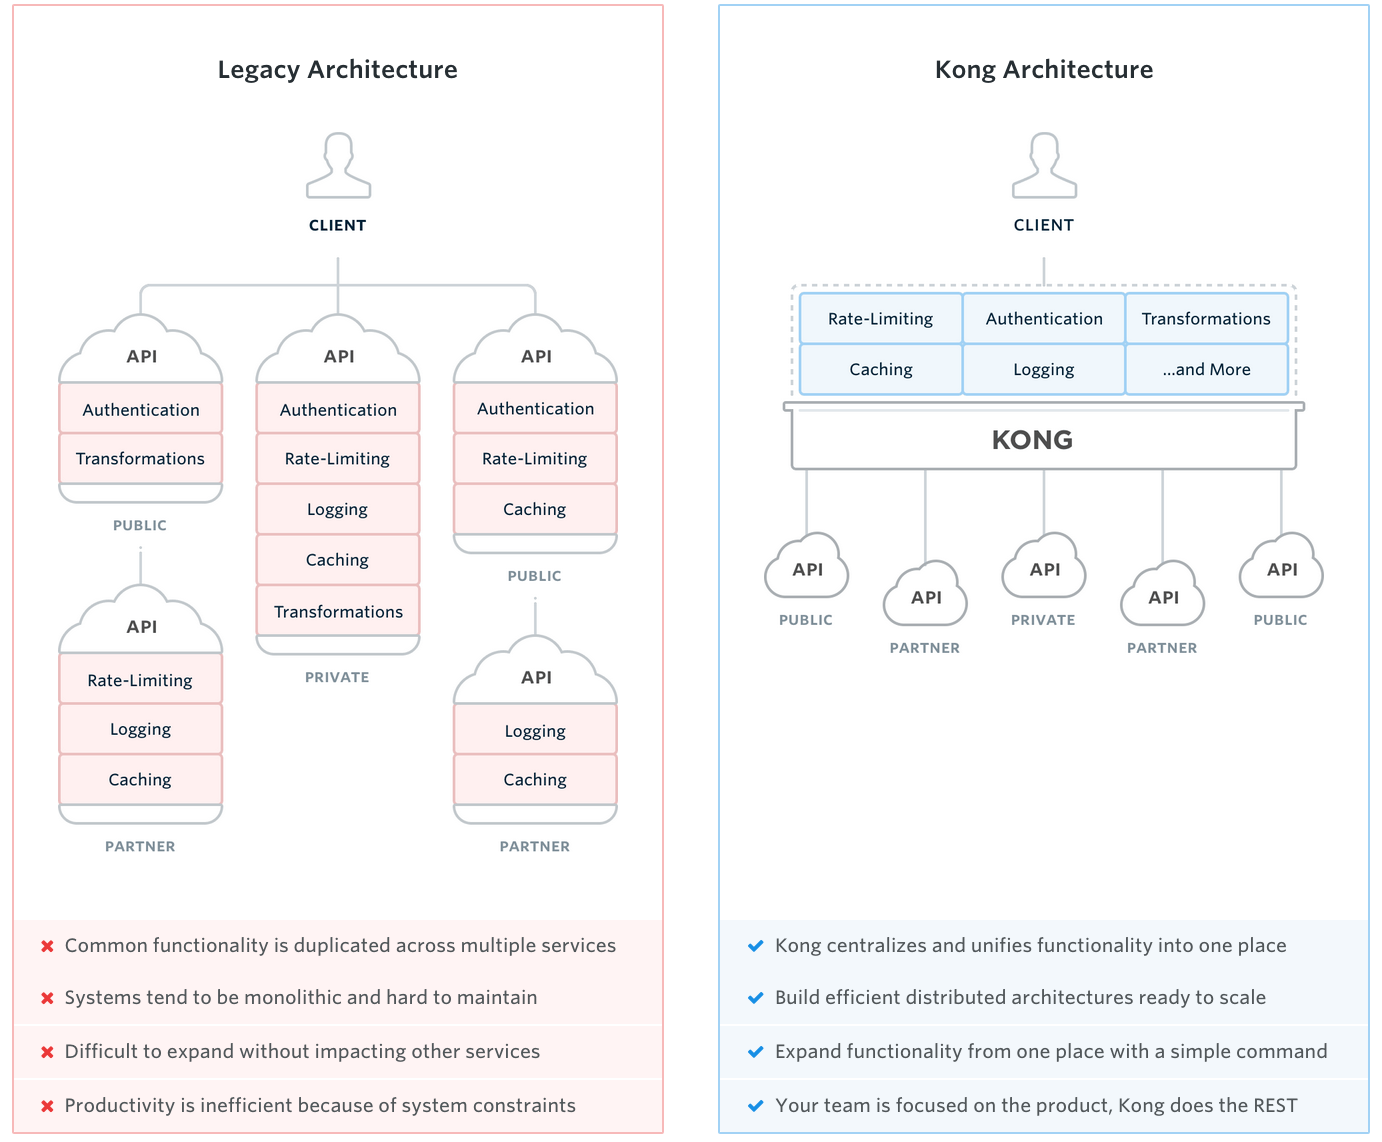 Legacy Architecture
CLIENT
API
Authentication
Transformations
PUBLIC
API
Rate-Limiting
Logging
Caching
PARTNER
API
Authentication
Rate-Limiting
Logging
Caching
Transformations
PRIVATE
API
Authentication
Rate-Limiting
Caching
PUBLIC
API
Logging
Caching
PARTNER
Common functionality is duplicated across multiple services
Systems tend to be monolithic and hard to maintain
Difficult to expand without impacting other services
Productivity is inefficient because of system constraints
Kong Architecture
CLIENT
Rate-Limiting Authentication Transformations
Caching Logging ...and More
KONG
API
PUBLIC
API
PARTNER
API
PRIVATE
API
PARTNER
API
PUBLIC
Kong centralizes and unifies functionality into one place
Build efficient distributed architectures ready to scale
Expand functionality from one place with a simple command
Your team is focused on the product, Kong does the REST